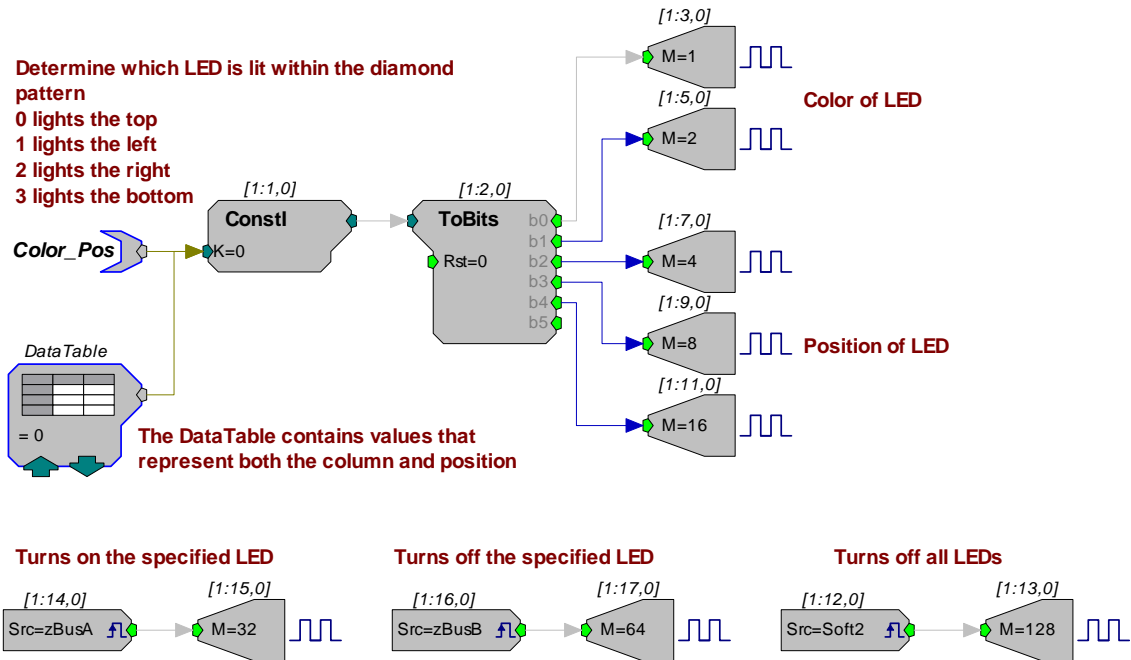 [1:3,0]
M=1
Determine which LED is lit within the diamond
pattern
0 lights the top
1 lights the left
2 lights the right
3 lights the bottom
[1:5,0]
M=2
Color of LED
[1:1,0]
ConstI
K=0
[1:2,0]
ToBits
Rst=0
b0
b1
b2
b3
b4
b5
Color_Pos
[1:7,0]
M=4
[1:9,0]
M=8
Position of LED
[1:11,0]
M=16
DataTable
= 0
The DataTable contains values that
represent both the column and position
Turns on the specified LED
[1:14,0]
Src=zBusA
[1:15,0]
M=32
Turns off the specified LED
[1:16,0]
Src=zBusB
[1:17,0]
M=64
Turns off all LEDs
[1:12,0]
Src=Soft2
[1:13,0]
M=128